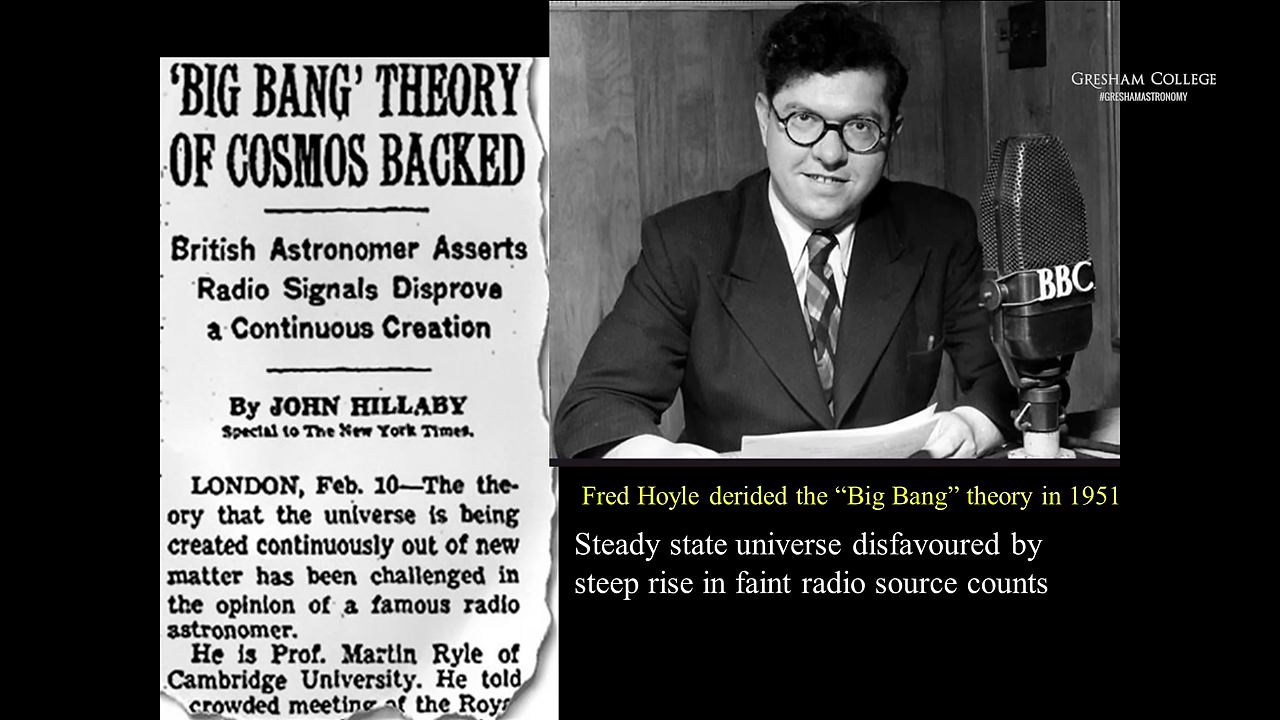 ‘BIG BANG’ THEORY
OF COSMOS BACKED
British Astronomer Asserts
Radio Signals Disprove
a Continuous Creation
By JOHN HILLABY
Special to The New York Times.
LONDON, Feb. 10—The the-
ory that the universe is being
created continuously out of new
matter has been challenged in
the opinion of a famous radio
astronomer.
He is Prof. Martin Ryle of
Cambridge University. He told
crowded meeting of the
GRESHAM COLLEGE
#GRESHAMASTRONOMY
BBC
Fred Hoyle derided the “Big Bang” theory in 1951
Steady state universe disfavoured by
steep rise in faint radio source counts